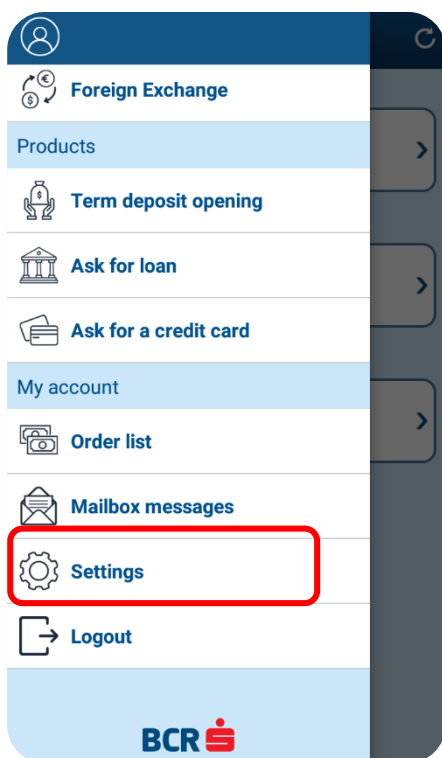 Foreign Exchange
Products
Term deposit opening
Ask for loan
Ask for a credit card
My account
Order list
Mailbox messages
Settings
Logout
BCR